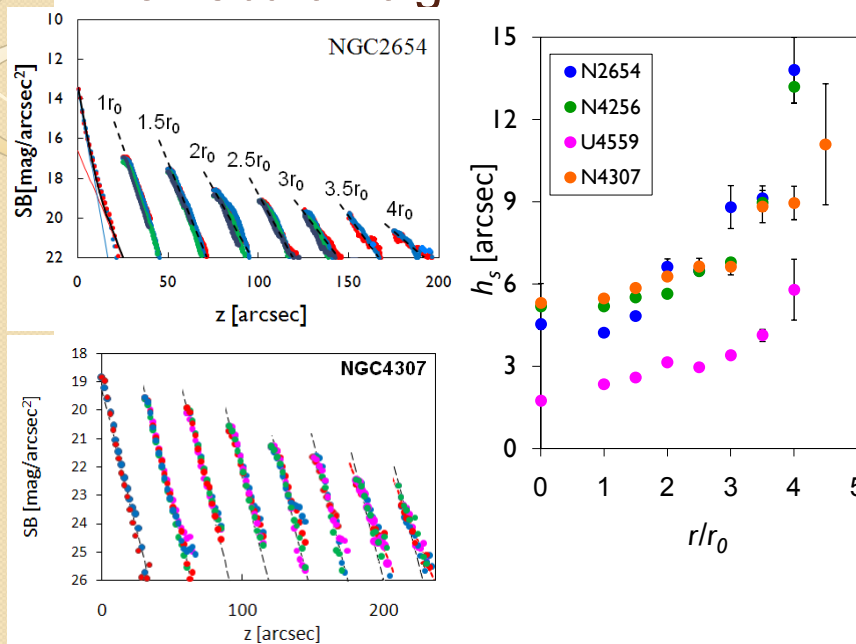 10
12
14
16
18
20
22
SB[mag/arcsec²]
NGC2654
1r₀
1.5r₀
2r₀
2.5r₀
3r₀
3.5r₀
4r₀
0 50 100 150 200
z [arcsec]
18
19
20
21
22
23
24
25
26
SB [mag/arcsec²]
NGC4307
0 100 200
z [arcsec]
15
12
9
6
3
0
hₛ [arcsec]
N2654
N4256
U4559
N4307
0 1 2 3 4 5
r/r₀